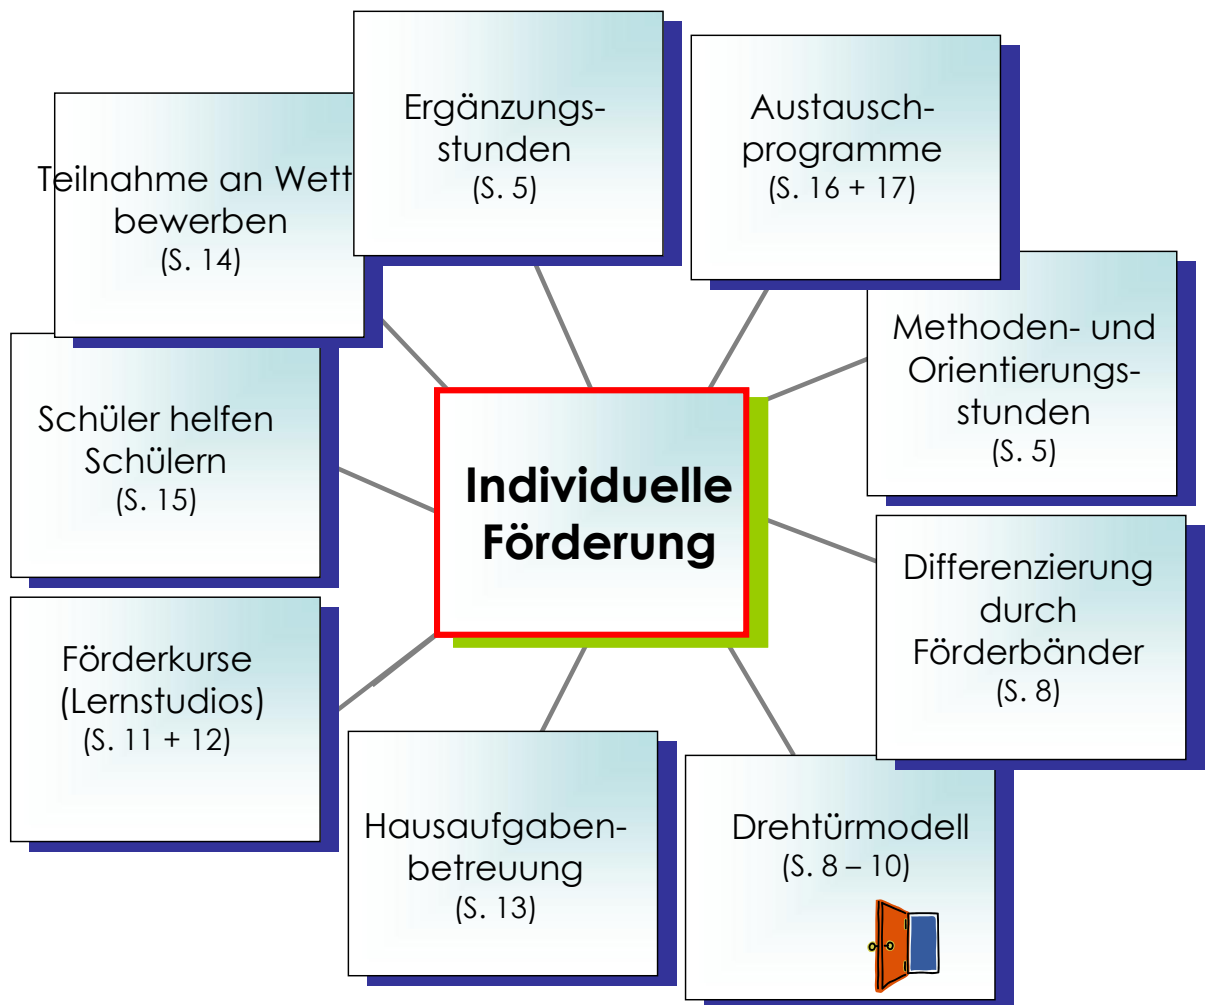 Ergänzungs-
stunden
(S. 5)
Austausch-
programme
(S. 16 + 17)
Teilnahme an Wett
bewerben
(S. 14)
Methoden- und
Orientierungs-
stunden
(S. 5)
Schüler helfen
Schülern
(S. 15)
Individuelle
Förderung
Differenzierung
durch
Förderbänder
(S. 8)
Förderkurse
(Lernstudios)
(S. 11 + 12)
Hausaufgaben-
betreuung
(S. 13)
Drehtürmodell
(S. 8 – 10)